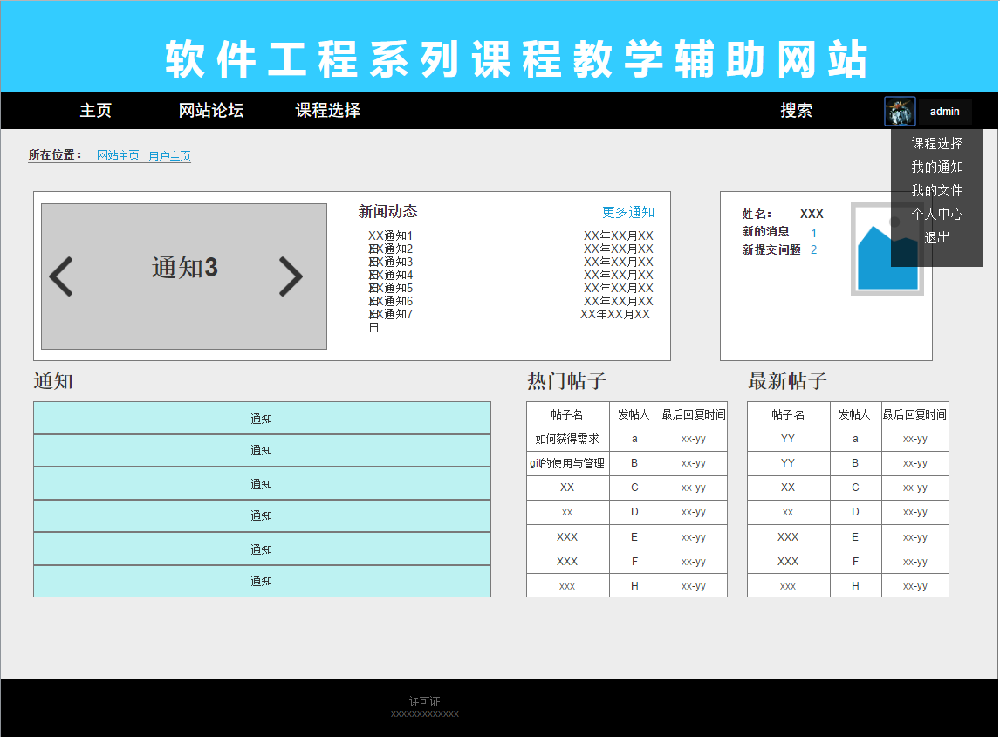 软件工程系列课程教学辅助网站
主页 网站论坛 课程选择 搜索 admin
课程选择
我的通知
我的文件
个人中心
退出
所在位置： 网站主页 用户主页
通知3
新闻动态 更多通知
XX通知1 XX年XX月XX
日
XX通知2 XX年XX月XX
日
XX通知3 XX年XX月XX
日
XX通知4 XX年XX月XX
日
XX通知5 XX年XX月XX
日
XX通知6 XX年XX月XX
日
XX通知7 XX年XX月XX
日
姓名： XXX
新的消息 1
新提交问题 2
通知
通知
通知
通知
通知
通知
通知
热门帖子
帖子名 发帖人 最后回复时间
如何获得需求 a xx-yy
git的使用与管理 B xx-yy
XX C xx-yy
xx D xx-yy
XXX E xx-yy
XXX F xx-yy
xxx H xx-yy
最新帖子
帖子名 发帖人 最后回复时间
YY a xx-yy
YY B xx-yy
XX C xx-yy
xx D xx-yy
XXX E xx-yy
XXX F xx-yy
xxx H xx-yy
许可证
xxxxxxxxxxxxx